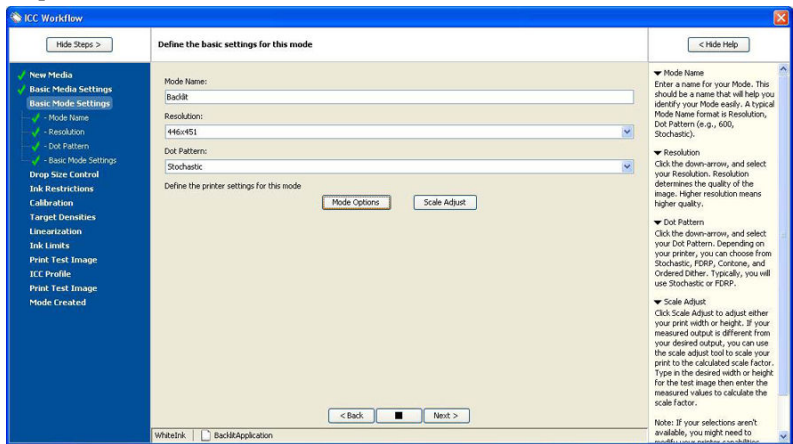 ICC Workflow
Hide Steps >
Define the basic settings for this mode
< Hide Help
New Media
Basic Media Settings
Basic Mode Settings
- Mode Name
- Resolution
- Dot Pattern
- Basic Mode Settings
Drop Size Control
Ink Restrictions
Calibration
Target Densities
Linearization
Ink Limits
Print Test Image
ICC Profile
Print Test Image
Mode Created
Mode Name:
Backlit
Resolution:
446x451
Dot Pattern:
Stochastic
Define the printer settings for this mode
Mode Options
Scale Adjust
< Back
Next >
WhiteInk
BacklitApplication
Mode Name
Enter a name for your Mode. This
should be a name that will help you
identify your Mode easily. A typical
Mode Name format is Resolution,
Dot Pattern (e.g., 600,
Stochastic).
Resolution
Click the down-arrow, and select
your Resolution. Resolution
determines the quality of the
image. Higher resolution means
higher quality.
Dot Pattern
Click the down-arrow, and select
your Dot Pattern. Depending on
your printer, you can choose from
Stochastic, FDRP, Contone, and
Ordered Dither. Typically, you will
use Stochastic or FDRP.
Scale Adjust
Click Scale Adjust to adjust either
your print width or height. If your
measured output is different from
your desired output, you can use
the scale adjust tool to scale your
print to the calculated scale factor.
Type in the desired width or height
for the test image then enter the
measured values to calculate the
scale factor.
Note: If your selections aren't
available, you might need to
modify your printer capabilities